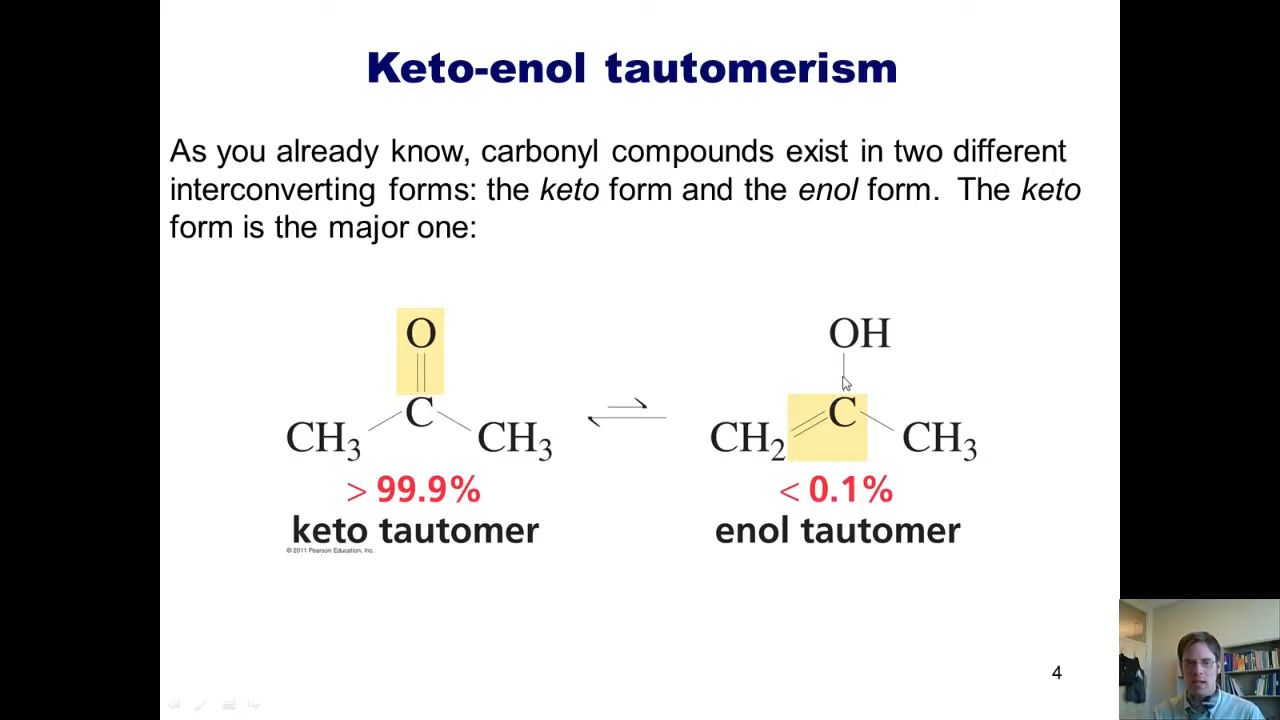 Keto-enol tautomerism
As you already know, carbonyl compounds exist in two different
interconverting forms: the keto form and the enol form. The keto
form is the major one:
O
C
CH3
CH3
> 99.9%
keto tautomer
© 2011 Pearson Education, Inc.
OH
C
CH2
CH3
< 0.1%
enol tautomer
4